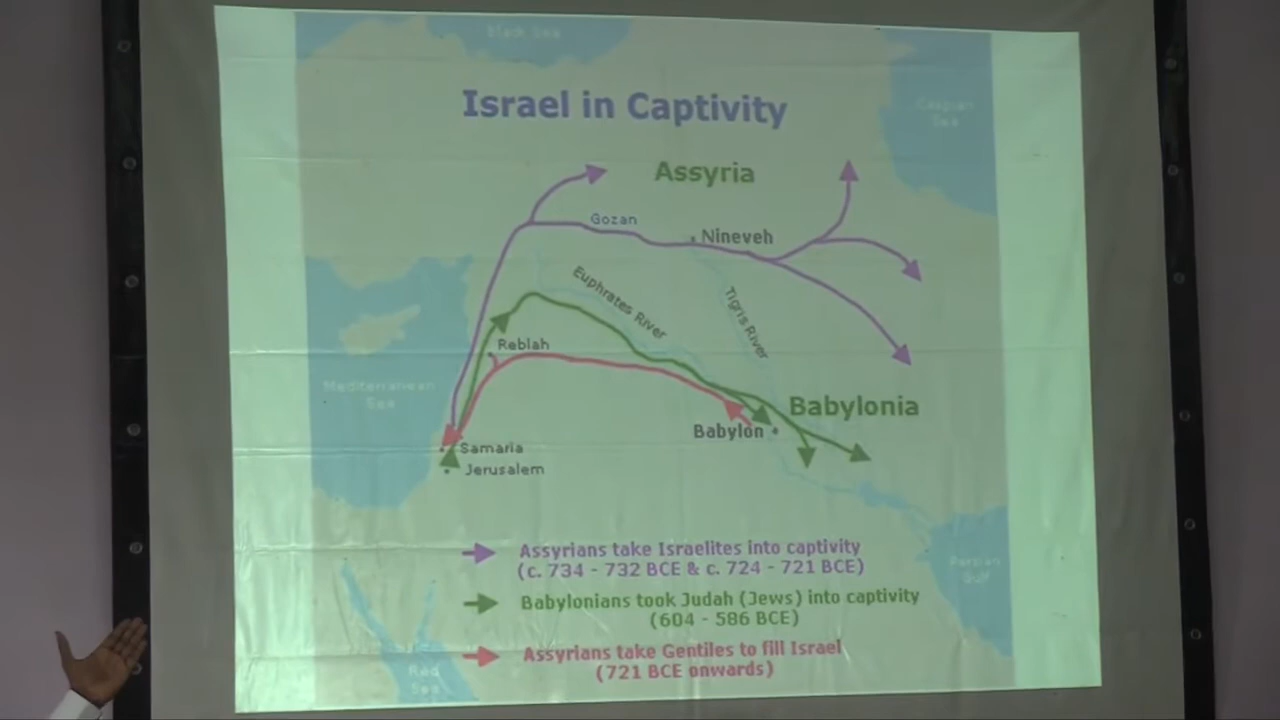 Black Sea
Israel in Captivity
Caspian
Sea
Assyria
Gozan
Nineveh
Euphrates River
Tigris River
Reblah
Mediterranean
Sea
Babylonia
Babylon
Samaria
Jerusalem
Assyrians take Israelites into captivity
(c. 734 - 732 BCE & c. 724 - 721 BCE)
Persian
Gulf
Babylonians took Judah (Jews) into captivity
(604 - 586 BCE)
Assyrians take Gentiles to fill Israel
(721 BCE onwards)
Red
Sea